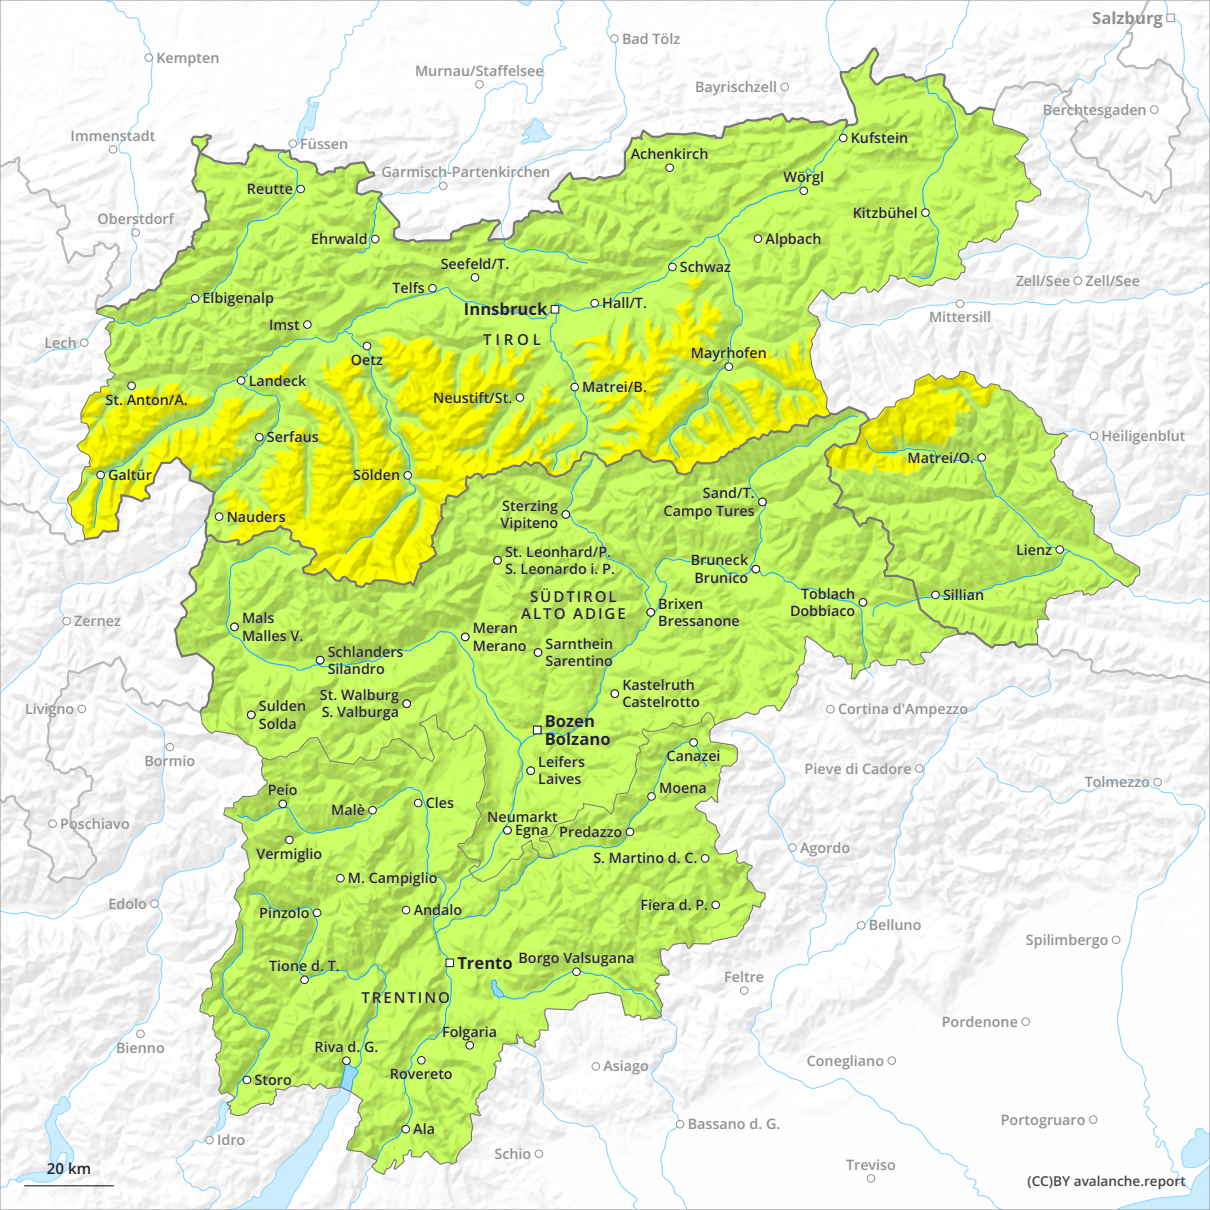 Salzburg
Bad Tölz
Kempten
Murnau/Staffelsee
Bayrischzell
Berchtesgaden
Immenstadt
Füssen
Kufstein
Achenkirch
Garmisch-Partenkirchen
Wörgl
Reutte
Oberstdorf
Kitzbühel
Ehrwald
Alpbach
Seefeld/T.
Schwaz
Zell/See
Zell/See
Telfs
Elbigenalp
Hall/T.
Innsbruck
Mittersill
Imst
TIROL
Lech
Oetz
Mayrhofen
Landeck
Matrei/B.
St. Anton/A.
Neustift/St.
Serfaus
Heiligenblut
Matrei/O.
Galtür
Sölden
Sand/T.
Campo Tures
Sterzing
Vipiteno
Nauders
St. Leonhard/P.
S. Leonardo i. P.
Lienz
Bruneck
Brunico
SÜDTIROL
ALTO ADIGE
Toblach
Dobbiaco
Sillian
Brixen
Bressanone
Zernez
Mals
Malles V.
Meran
Merano
Sarnthein
Sarentino
Schlanders
Silandro
St. Walburg
S. Valburga
Kastelruth
Castelrotto
Livigno
Sulden
Solda
Cortina d'Ampezzo
Bozen
Bolzano
Bormio
Canazei
Leifers
Laives
Pieve di Cadore
Tolmezzo
Peio
Moena
Malè
Cles
Neumarkt
Egna
Predazzo
Poschiavo
Vermiglio
Agordo
S. Martino d. C.
M. Campiglio
Edolo
Pinzolo
Andalo
Fiera d. P.
Belluno
Spilimbergo
Trento
Borgo Valsugana
Tione d. T.
Feltre
TRENTINO
Pordenone
Folgaria
Bienno
Riva d. G.
Conegliano
Asiago
Rovereto
Storo
Portogruaro
Bassano d. G.
Ala
Idro
Schio
Treviso
20 km
(CC)BY avalanche.report